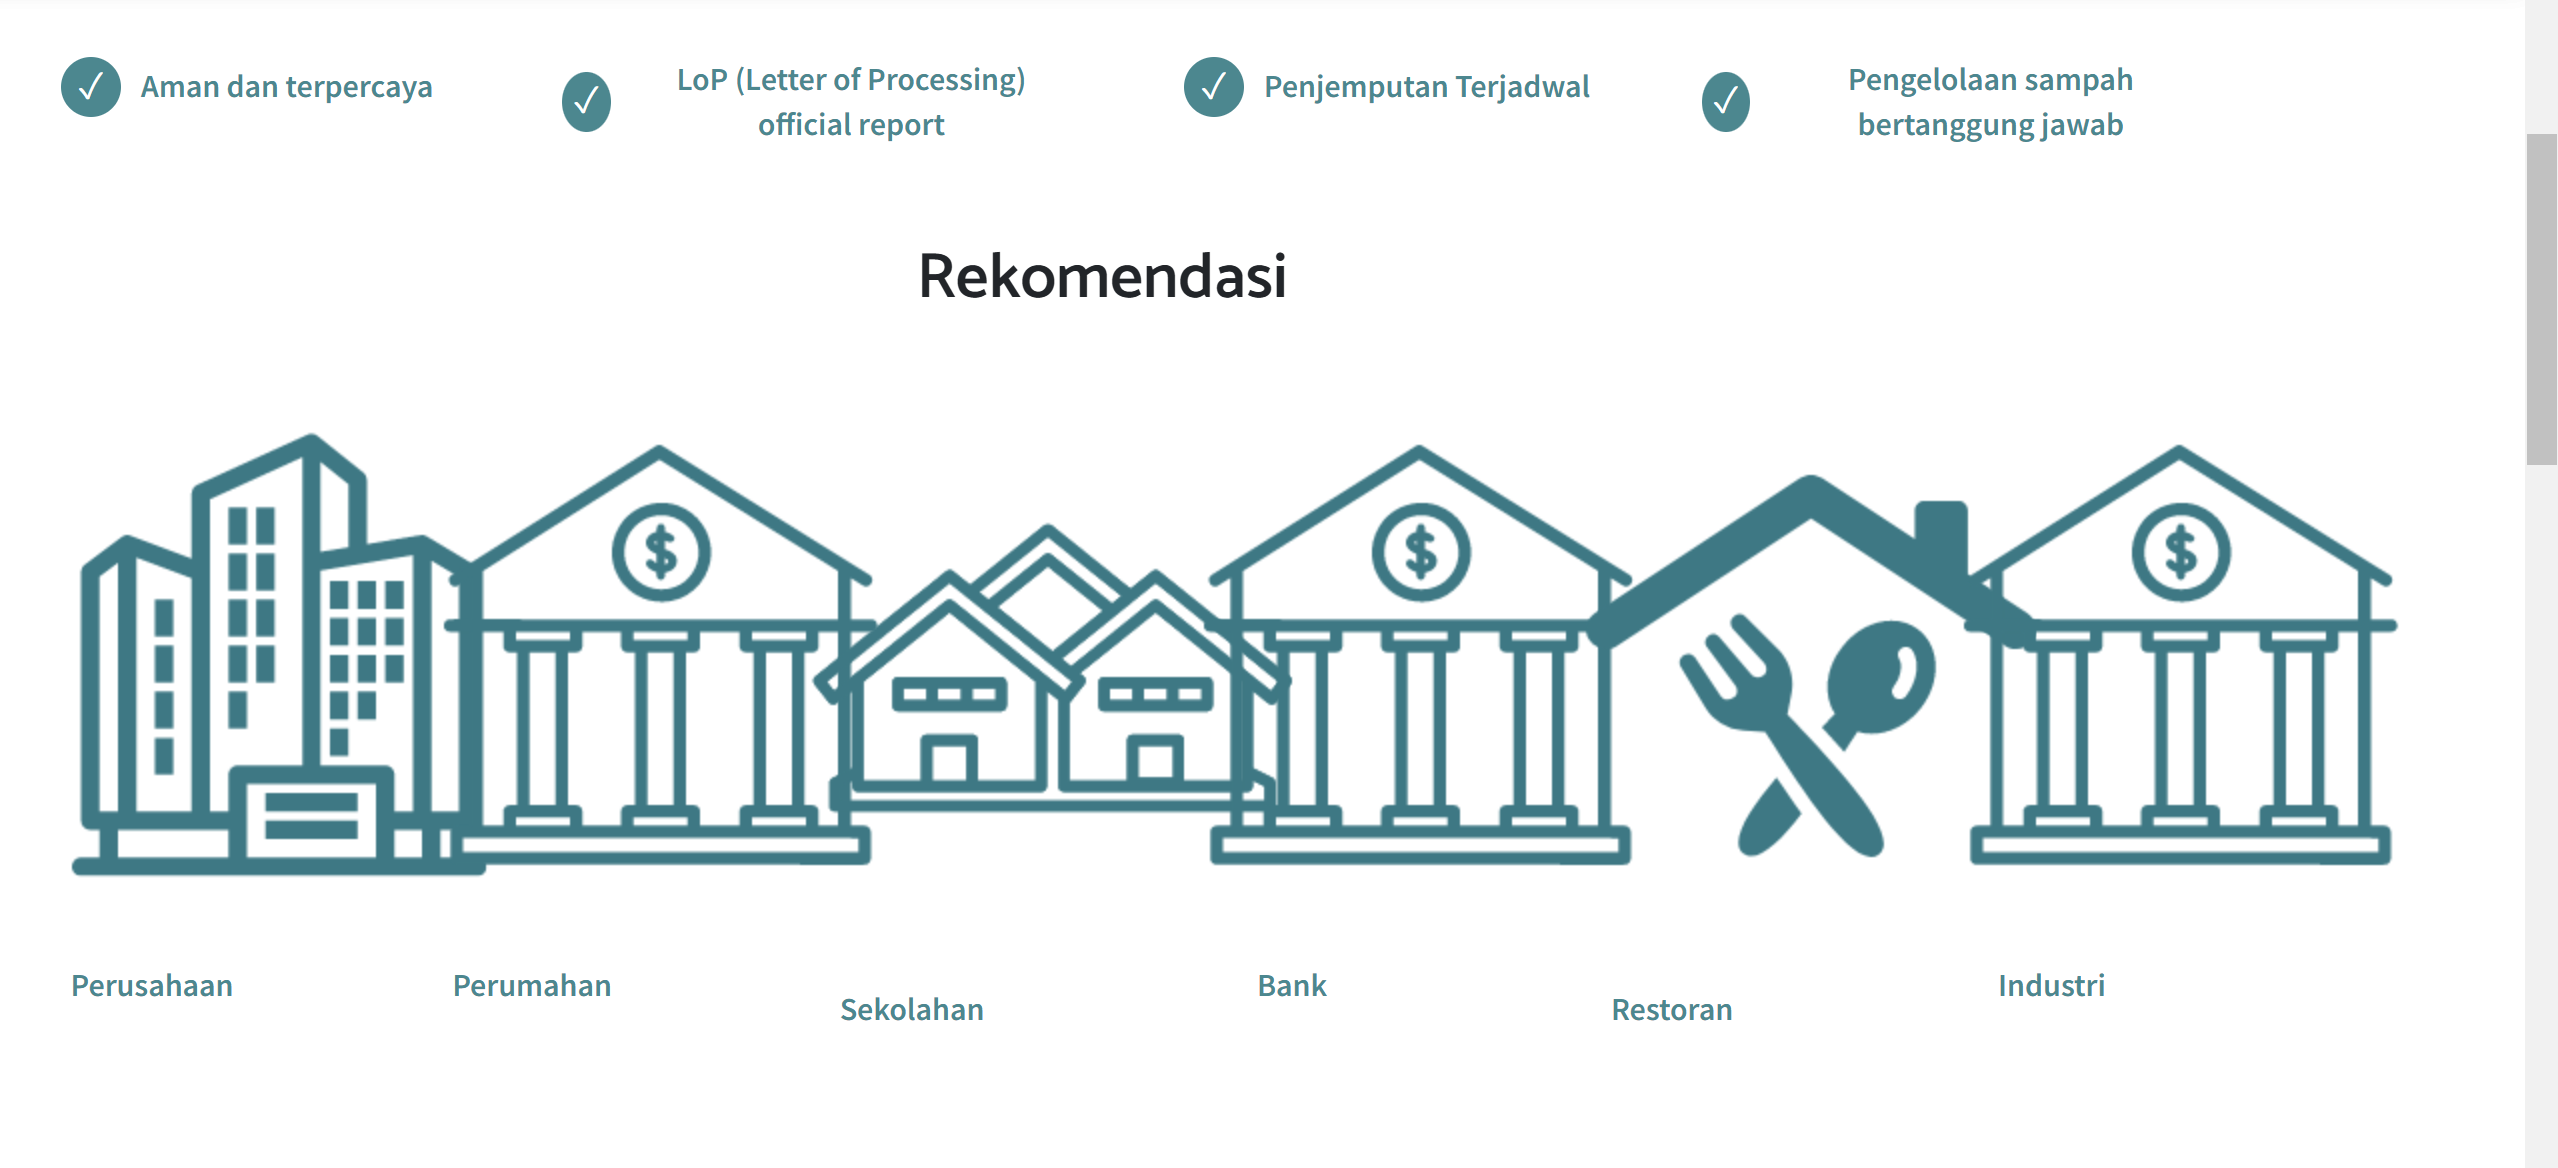 Aman dan terpercaya
LoP (Letter of Processing)
official report
Penjemputan Terjadwal
Pengelolaan sampah
bertanggung jawab
Rekomendasi
$
$
$
Perusahaan
Perumahan
Sekolahan
Bank
Restoran
Industri